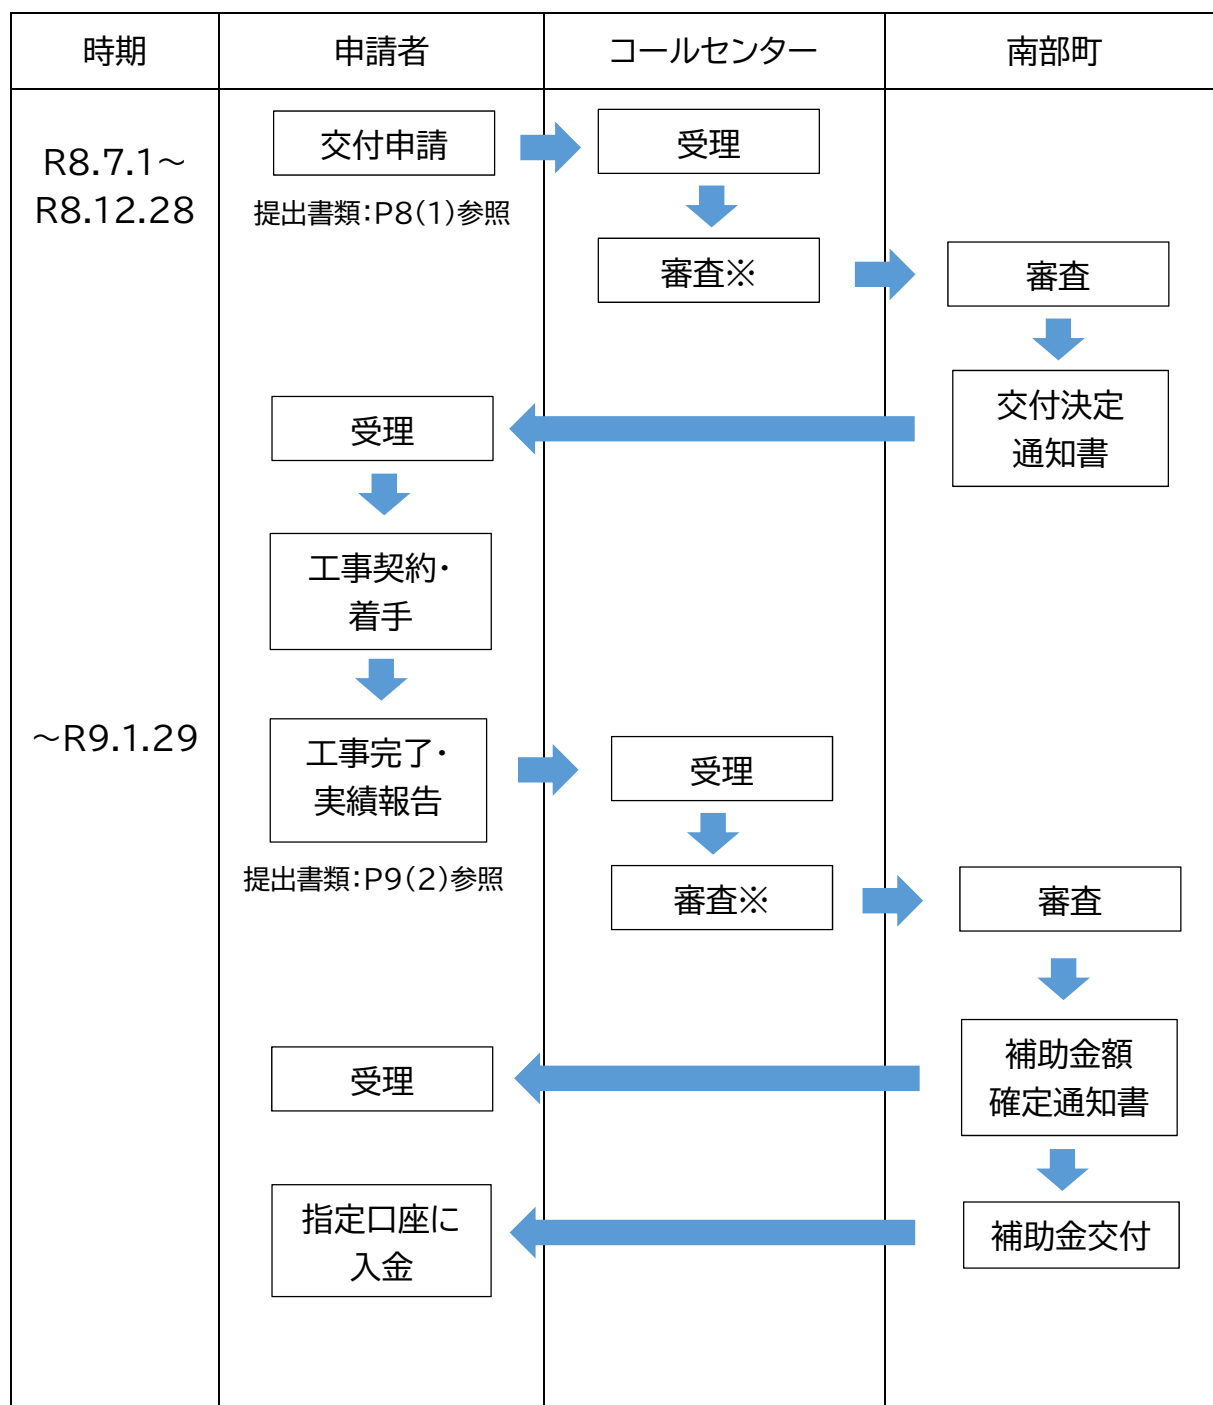 時期
申請者
コールセンター
南部町
R8.7.1~
R8.12.28
交付申請
受理
提出書類:P8(1)参照
審査※
審査
交付決定
通知書
受理
工事契約・
着手
~R9.1.29
工事完了・
実績報告
受理
提出書類:P9(2)参照
審査※
審査
補助金額
確定通知書
受理
指定口座に
入金
補助金交付